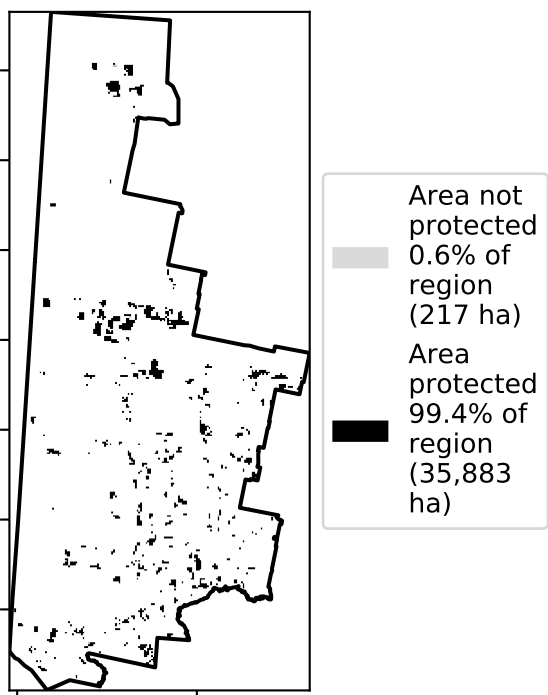 Area not
protected
0.6% of
region
(217 ha)
Area
protected
99.4% of
region
(35,883
ha)